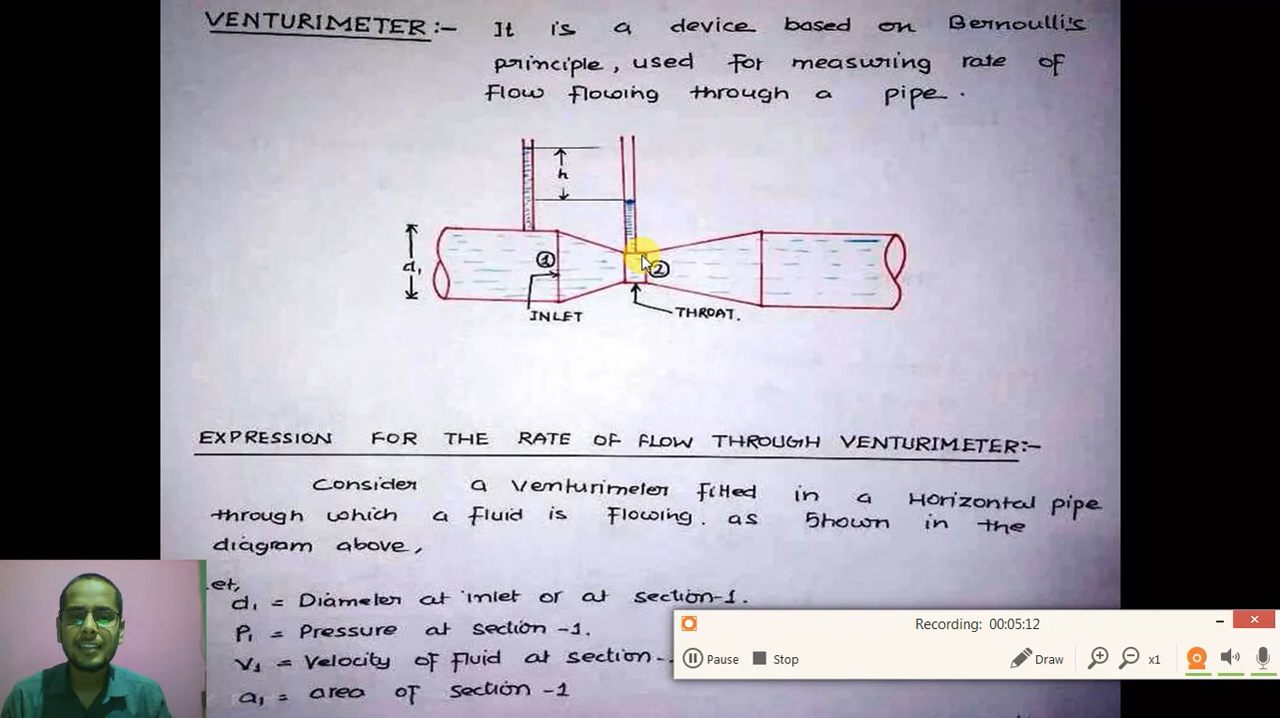 VENTURIMETER:- It is a device based on Bernoulli's
principle, used for measuring rate of
flow flowing through a pipe.
h
d₁
①
②
INLET
THROAT.
EXPRESSION FOR THE RATE OF FLOW THROUGH VENTURIMETER:-
Consider a venturimeter fitted in a Horizontal pipe
through which a fluid is flowing. as shown in the
diagram above,
et,
d₁ = Diameter at inlet or at section-1.
P₁ = Pressure at section -1.
V₁ = Velocity of fluid at section-
a₁ = area of section -1
Recording: 00:05:12
Pause Stop Draw x1